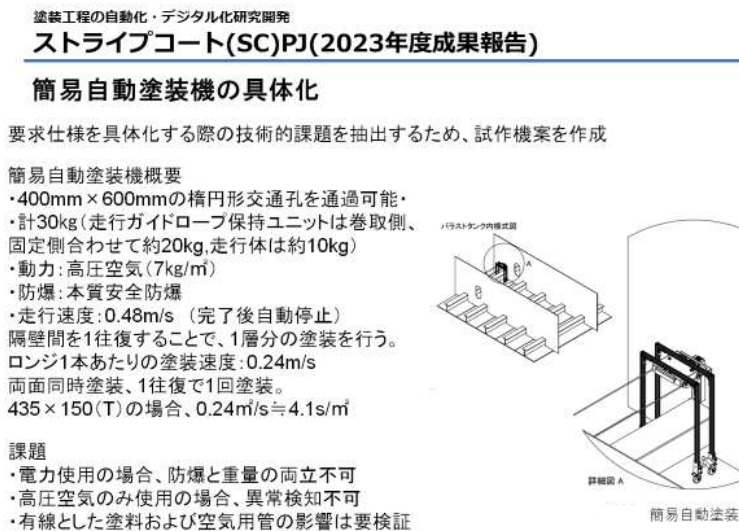 塗装工程の自動化・デジタル化研究開発
ストライプコート(SC)PJ(2023年度成果報告)
簡易自動塗装機の具体化
要求仕様を具体化する際の技術的課題を抽出するため、試作機案を作成
簡易自動塗装機概要
・400mm×600mmの楕円形交通孔を通過可能・
・計30kg(走行ガイドロープ保持ユニットは巻取側、
固定側合わせて約20kg,走行体は約10kg)
・動力:高圧空気(7kg/㎡)
・防爆:本質安全防爆
・走行速度:0.48m/s (完了後自動停止)
隔壁間を1往復することで、1層分の塗装を行う。
ロンジ1本あたりの塗装速度:0.24m/s
両面同時塗装、1往復で1回塗装。
435×150(T)の場合、0.24㎡/s≒4.1s/㎡
課題
・電力使用の場合、防爆と重量の両立不可
・高圧空気のみ使用の場合、異常検知不可
・有線とした塗料および空気用管の影響は要検証
バラストタンク内模式図
A
詳細図 A
簡易自動塗装